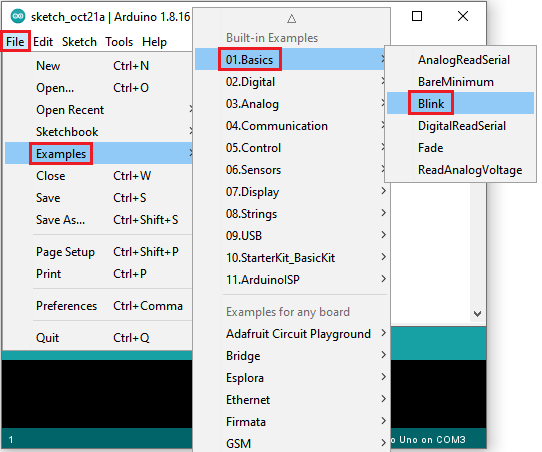 sketch_oct21a | Arduino 1.8.16
File Edit Sketch Tools Help
New Ctrl+N
Open... Ctrl+O
Open Recent
Sketchbook
Examples
Close Ctrl+W
Save Ctrl+S
Save As... Ctrl+Shift+S
Page Setup Ctrl+Shift+P
Print Ctrl+P
Preferences Ctrl+Comma
Quit Ctrl+Q
Built-in Examples
01.Basics
02.Digital
03.Analog
04.Communication
05.Control
06.Sensors
07.Display
08.Strings
09.USB
10.StarterKit_BasicKit
11.ArduinoISP
Examples for any board
Adafruit Circuit Playground
Bridge
Esplora
Ethernet
Firmata
GSM
AnalogReadSerial
BareMinimum
Blink
DigitalReadSerial
Fade
ReadAnalogVoltage
1
o Uno on COM3